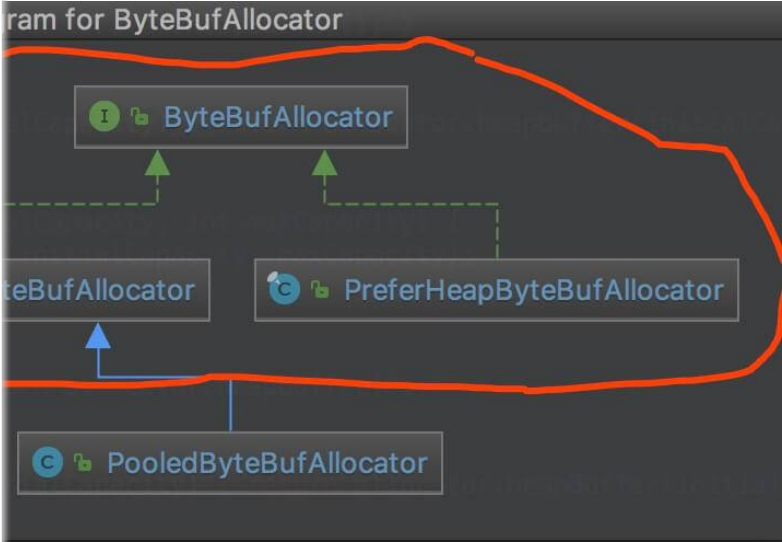 ram for ByteBufAllocator
I ByteBufAllocator
teBufAllocator
C PreferHeapByteBufAllocator
C PooledByteBufAllocator